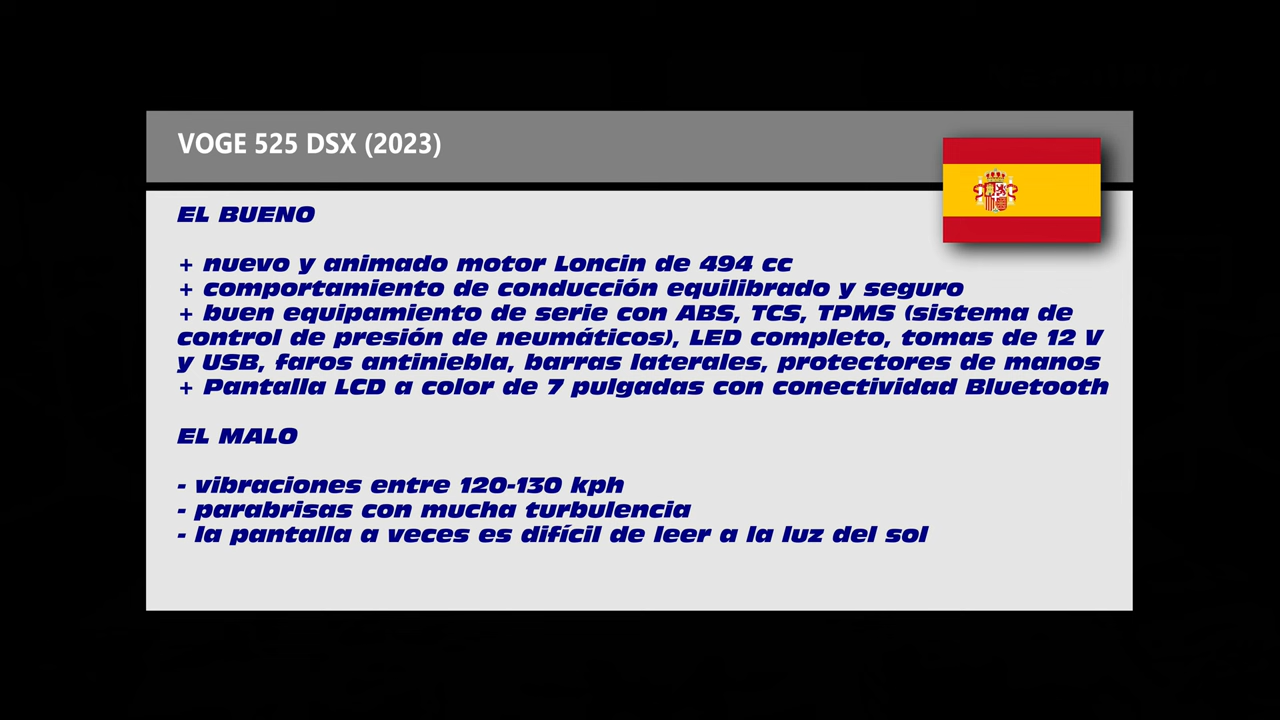 VOGE 525 DSX (2023)
EL BUENO
+ nuevo y animado motor Loncin de 494 cc
+ comportamiento de conducción equilibrado y seguro
+ buen equipamiento de serie con ABS, TCS, TPMS (sistema de
control de presión de neumáticos), LED completo, tomas de 12 V
y USB, faros antiniebla, barras laterales, protectores de manos
+ Pantalla LCD a color de 7 pulgadas con conectividad Bluetooth
EL MALO
- vibraciones entre 120-130 kph
- parabrisas con mucha turbulencia
- la pantalla a veces es difícil de leer a la luz del sol